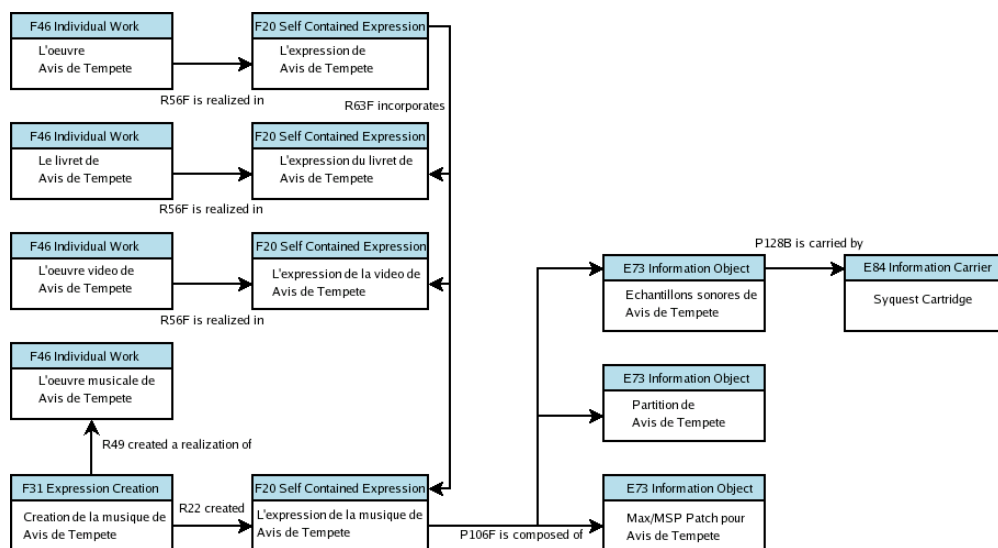 F46 Individual Work
L'oeuvre
Avis de Tempete
F20 Self Contained Expression
L'expression de
Avis de Tempete
R56F is realized in
R63F incorporates
F46 Individual Work
Le livret de
Avis de Tempete
F20 Self Contained Expression
L'expression du livret de
Avis de Tempete
R56F is realized in
F46 Individual Work
L'oeuvre video de
Avis de Tempete
F20 Self Contained Expression
L'expression de la video de
Avis de Tempete
R56F is realized in
P128B is carried by
E73 Information Object
Echantillons sonores de
Avis de Tempete
E84 Information Carrier
Syquest Cartridge
F46 Individual Work
L'oeuvre musicale de
Avis de Tempete
E73 Information Object
Partition de
Avis de Tempete
R49 created a realization of
F31 Expression Creation
Creation de la musique de
Avis de Tempete
R22 created
F20 Self Contained Expression
L'expression de la musique de
Avis de Tempete
P106F is composed of
E73 Information Object
Max/MSP Patch pour
Avis de Tempete